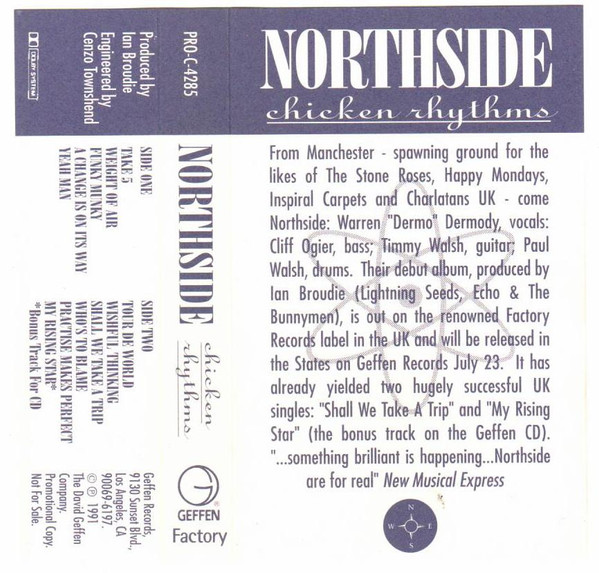 NORTHSIDE
chicken rhythms
From Manchester - spawning ground for the
likes of The Stone Roses, Happy Mondays,
Inspiral Carpets and Charlatans UK - come
Northside: Warren "Dermo" Dermody, vocals:
Cliff Ogier, bass; Timmy Walsh, guitar; Paul
Walsh, drums. Their debut album, produced by
Ian Broudie (Lightning Seeds, Echo & The
Bunnymen), is out on the renowned Factory
Records label in the UK and will be released in
the States on Geffen Records July 23. It has
already yielded two hugely successful UK
singles: "Shall We Take A Trip" and "My Rising
Star" (the bonus track on the Geffen CD).
"...something brilliant is happening...Northside
are for real" New Musical Express
N
W E
S
PRO-C-4285
NORTHSIDE
chicken
rhythms
GEFFEN
Factory
Produced by
Ian Broudie
Engineered by
Cenzo Townshend
DOLBY SYSTEM
SIDE ONE
TAKE 5
WEIGHT OF AIR
FUNKY MUNKY
A CHANGE IS ON IT'S WAY
YEAH MAN
SIDE TWO
TOUR DE WORLD
WISHFUL THINKING
SHALL WE TAKE A TRIP
WHO'S TO BLAME
PRACTISE MAKES PERFECT
MY RISING STAR*
*Bonus Track For CD
Geffen Records,
9130 Sunset Blvd.,
Los Angeles, CA
90069-6197.
© ℗ 1991
The David Geffen
Company.
Promotional Copy.
Not For Sale.